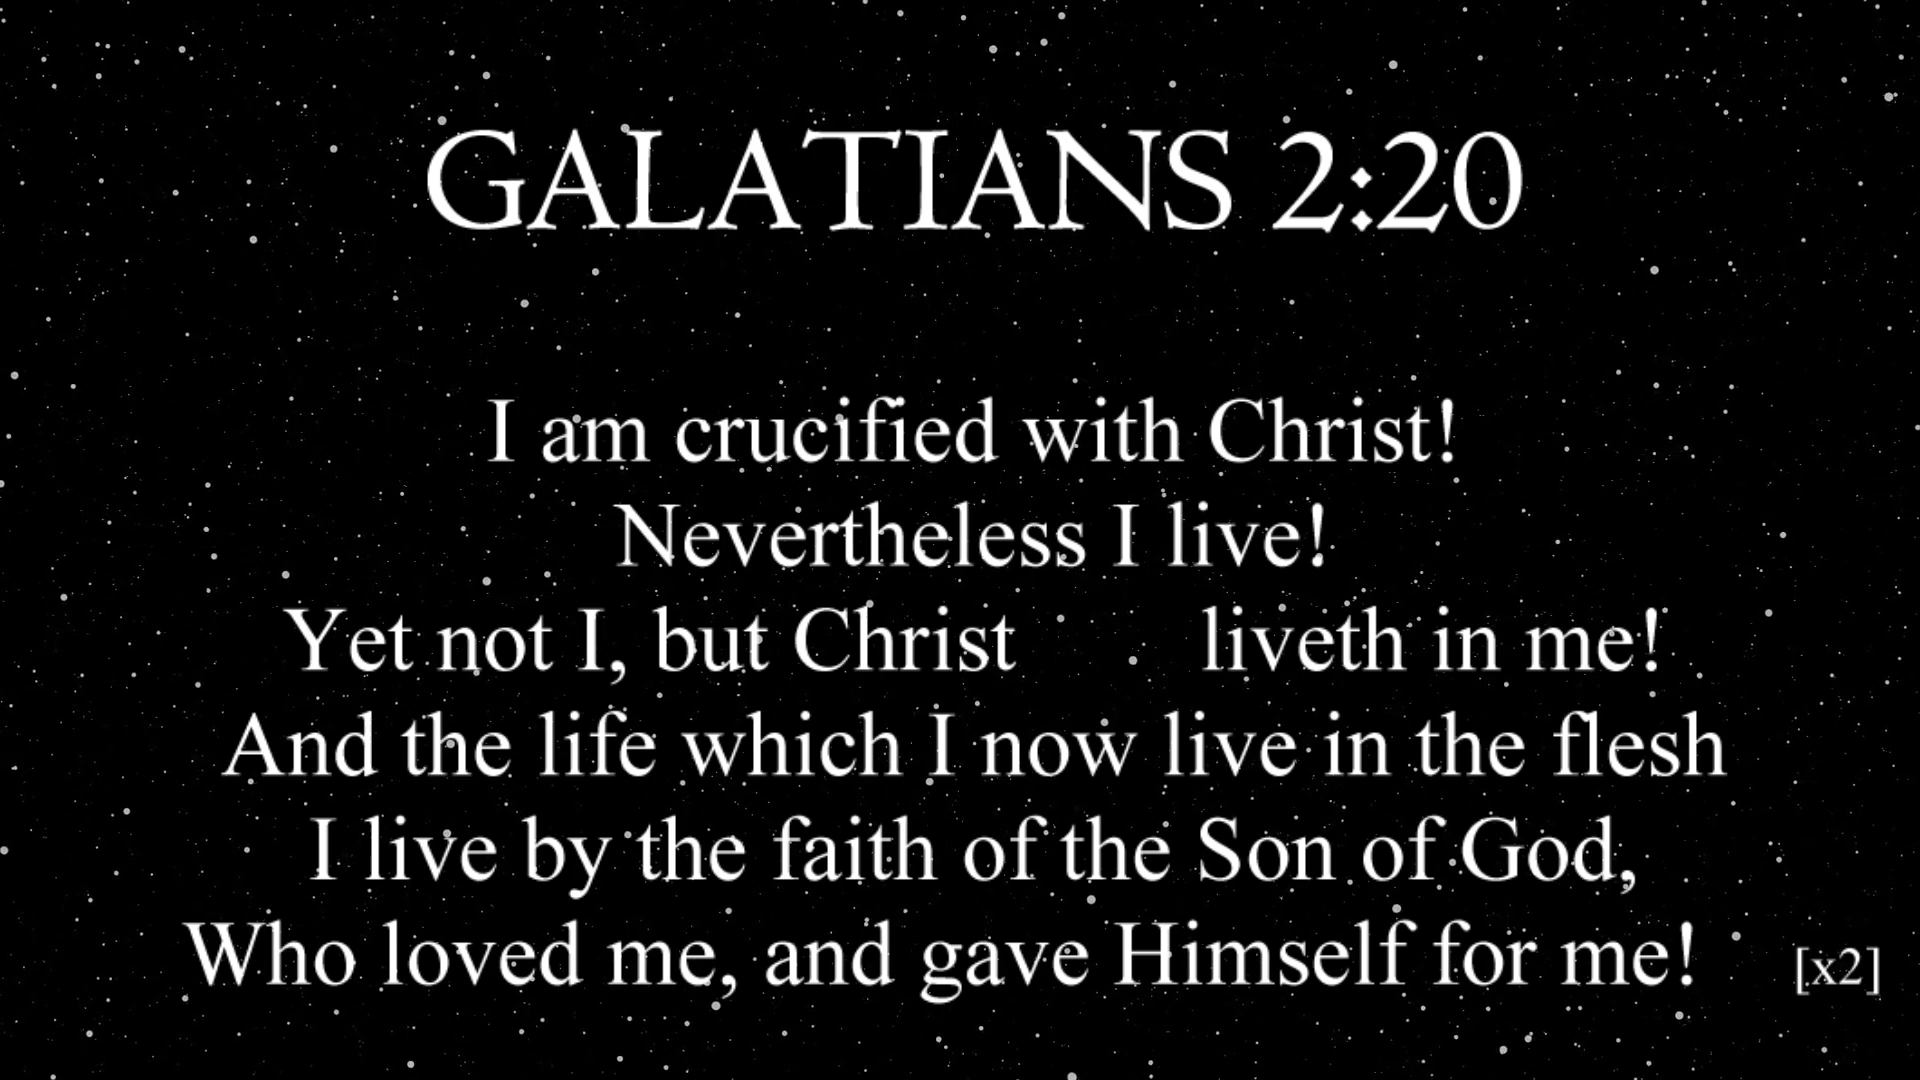 GALATIANS 2:20
I am crucified with Christ!
Nevertheless I live!
Yet not I, but Christ liveth in me!
And the life which I now live in the flesh
I live by the faith of the Son of God,
Who loved me, and gave Himself for me! [x2]